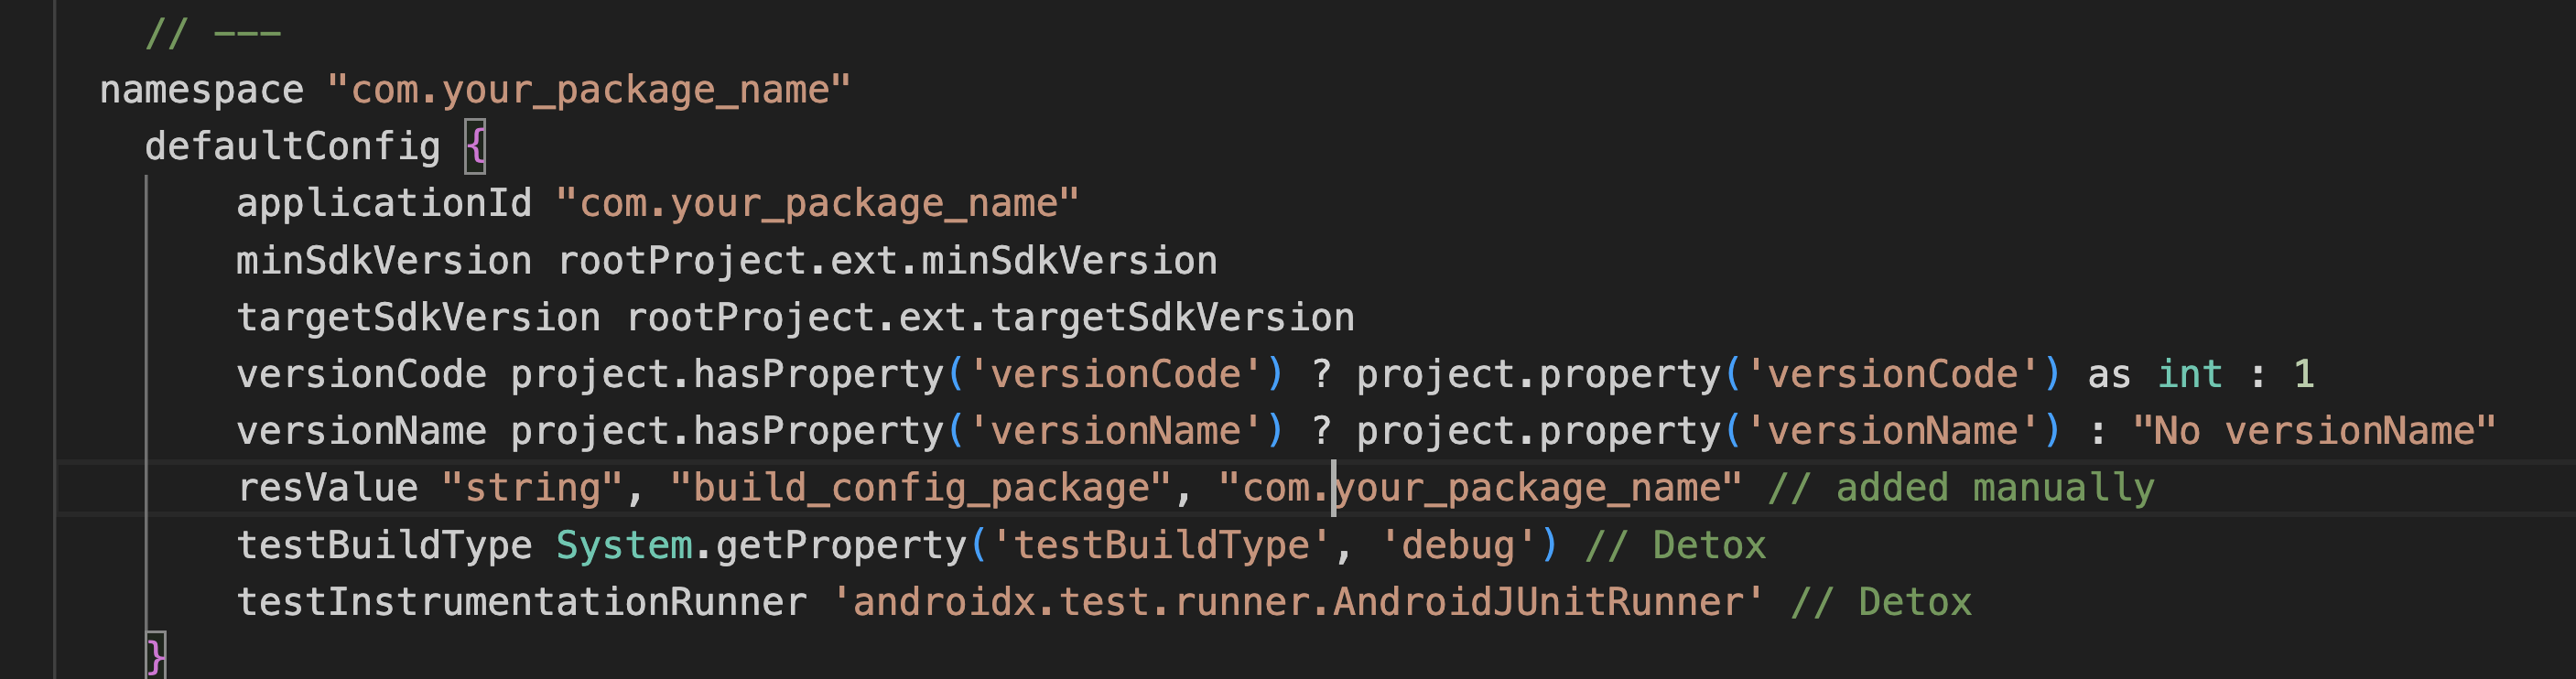 // ---
namespace "com.your_package_name"
defaultConfig {
applicationId "com.your_package_name"
minSdkVersion rootProject.ext.minSdkVersion
targetSdkVersion rootProject.ext.targetSdkVersion
versionCode project.hasProperty('versionCode') ? project.property('versionCode') as int : 1
versionName project.hasProperty('versionName') ? project.property('versionName') : "No versionName"
resValue "string", "build_config_package", "com.your_package_name" // added manually
testBuildType System.getProperty('testBuildType', 'debug') // Detox
testInstrumentationRunner 'androidx.test.runner.AndroidJUnitRunner' // Detox
}